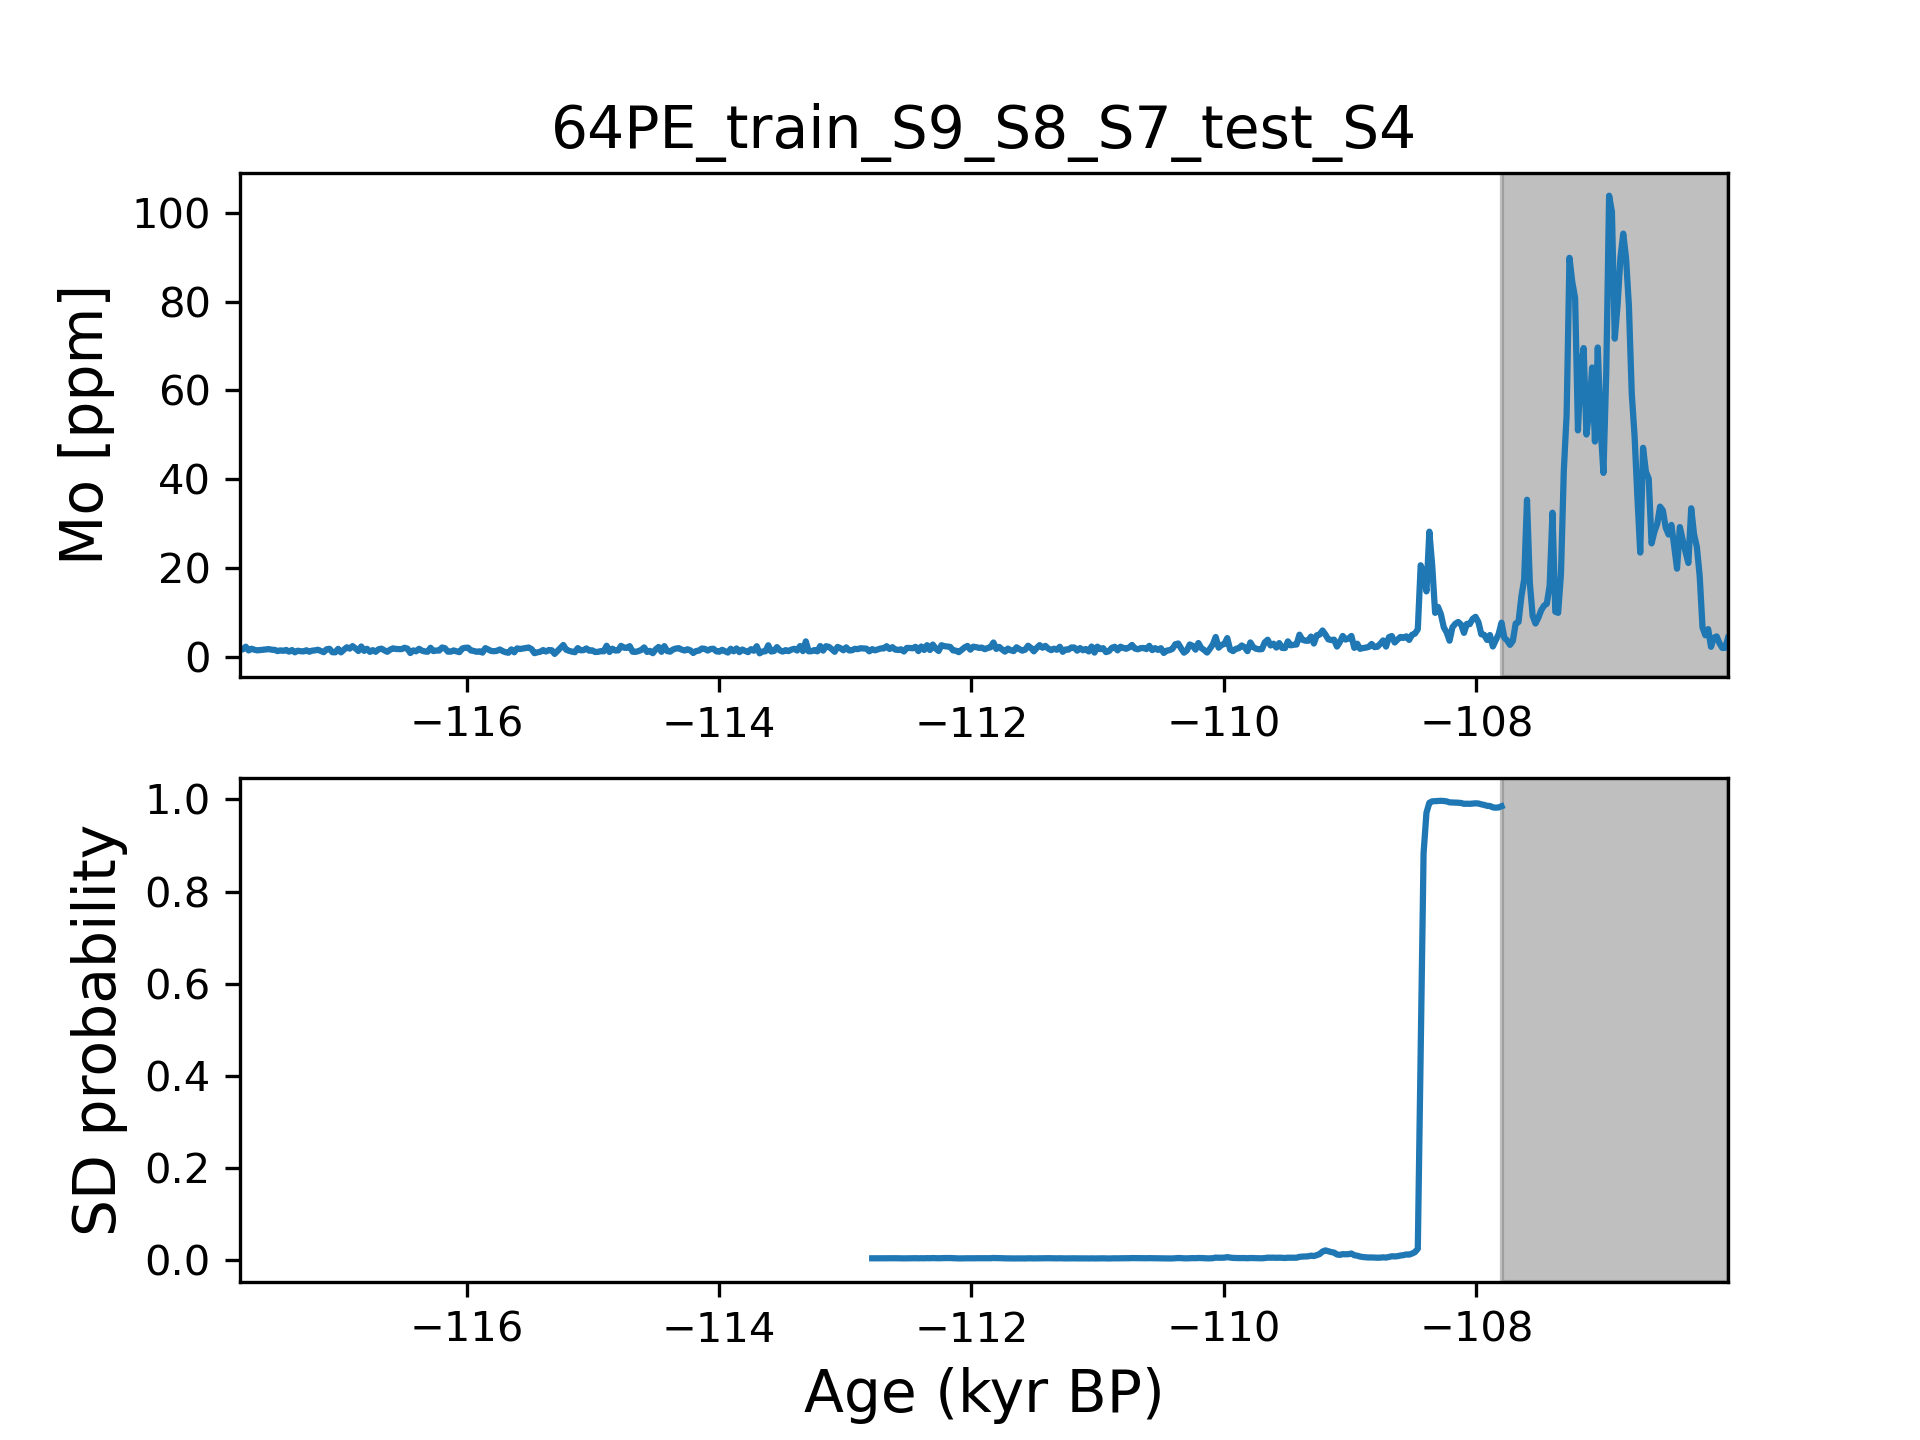 64PE_train_S9_S8_S7_test_S4
Mo [ppm]
100
80
60
40
20
0
−116 −114 −112 −110 −108
SD probability
1.0
0.8
0.6
0.4
0.2
0.0
−116 −114 −112 −110 −108
Age (kyr BP)